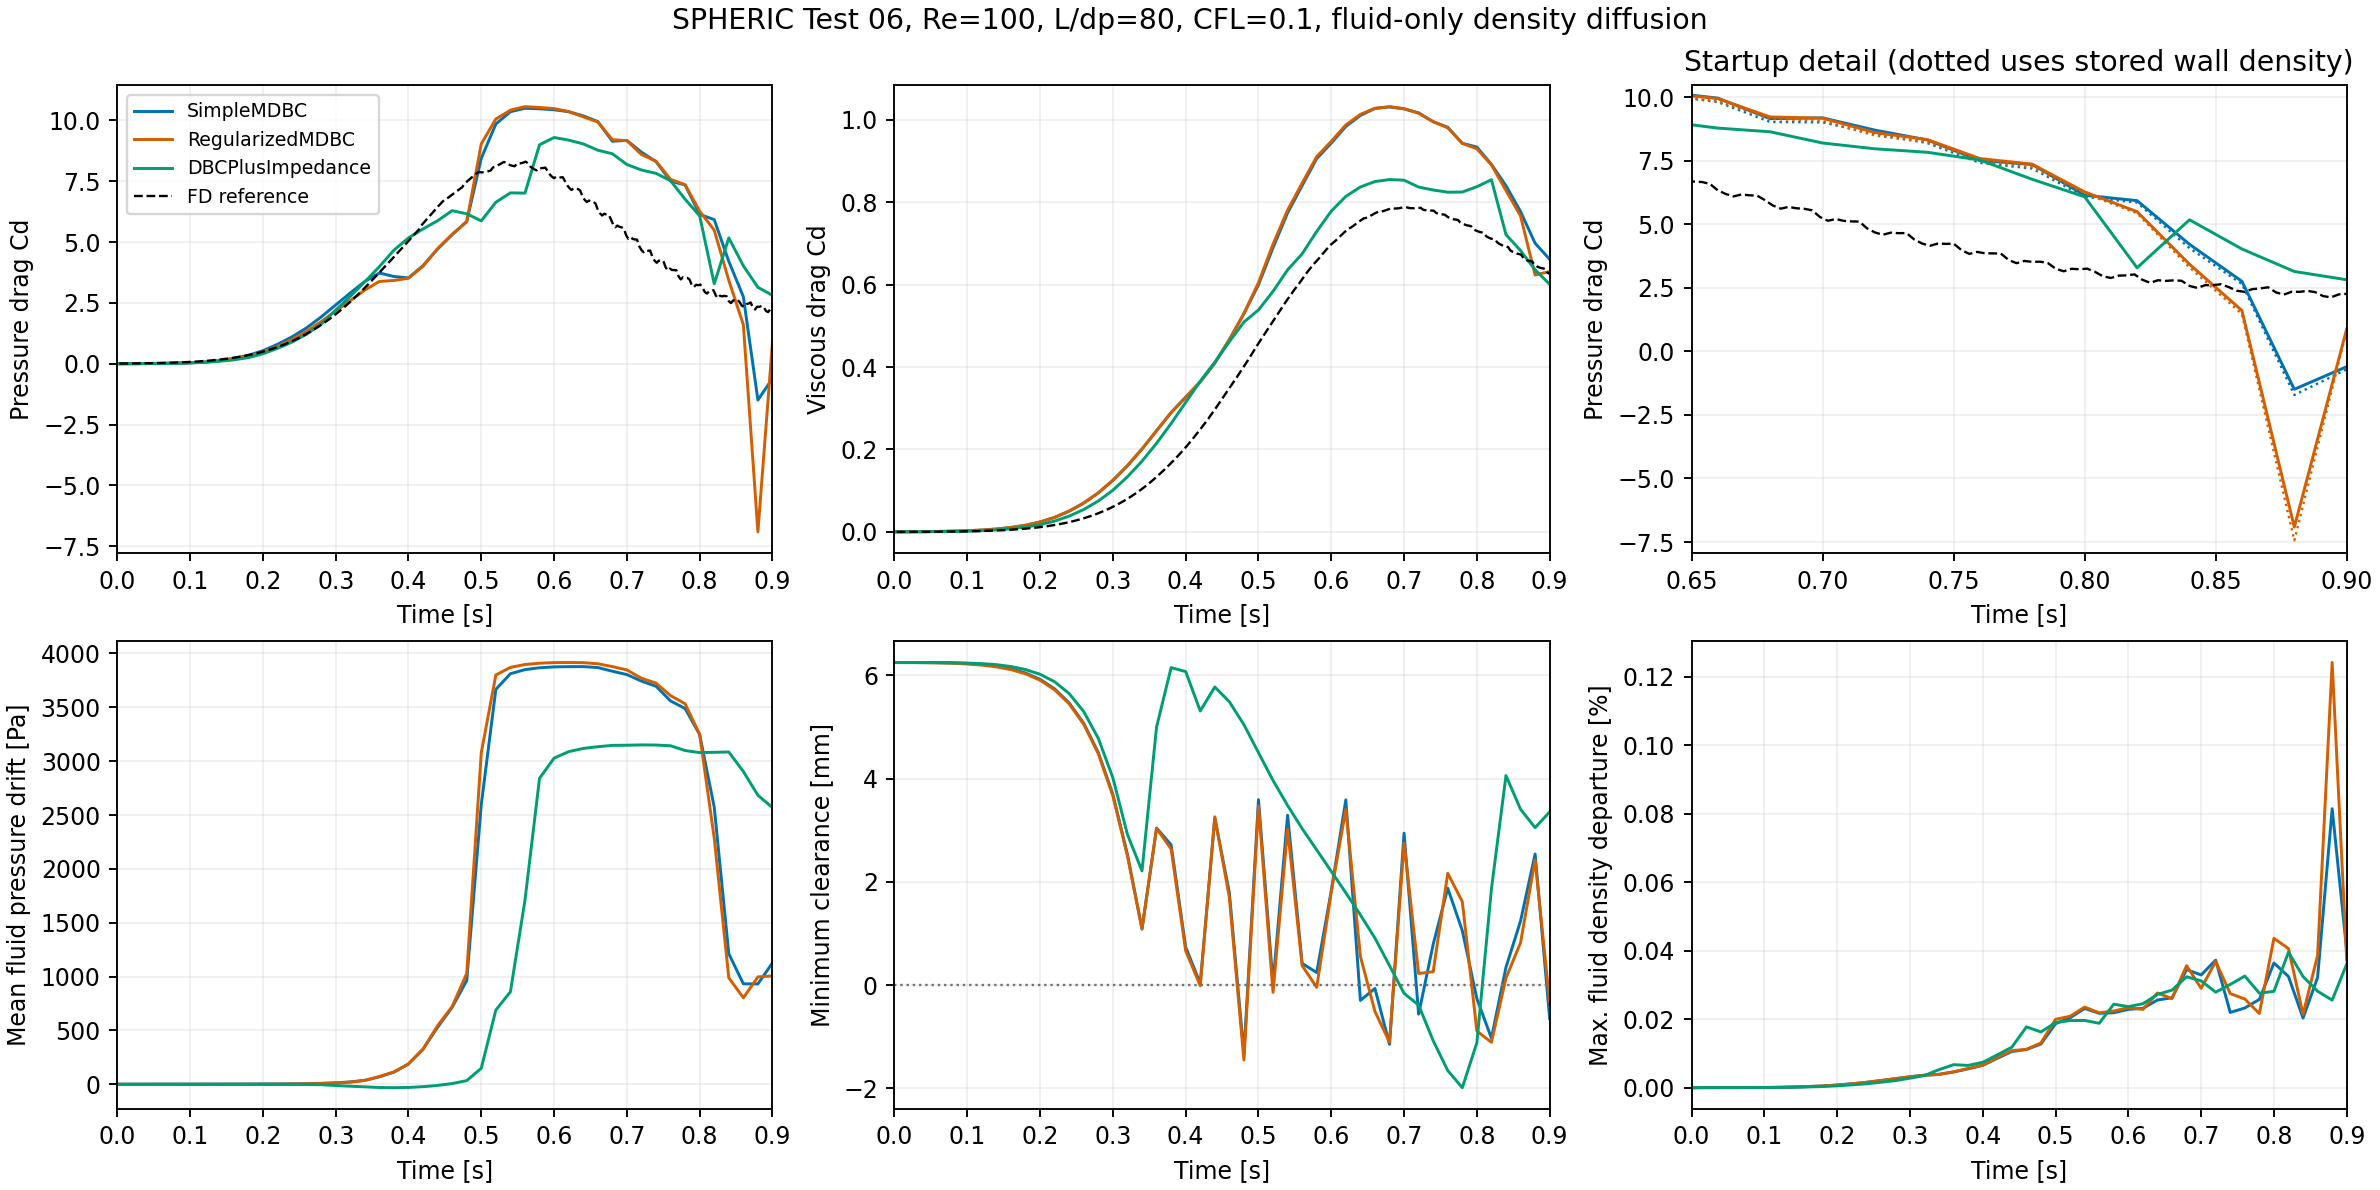 SPHERIC Test 06, Re=100, L/dp=80, CFL=0.1, fluid-only density diffusion
Pressure drag Cd
10.0
7.5
5.0
2.5
0.0
−2.5
−5.0
−7.5
SimpleMDBC
RegularizedMDBC
DBCPlusImpedance
FD reference
0.0 0.1 0.2 0.3 0.4 0.5 0.6 0.7 0.8 0.9
Time [s]
Viscous drag Cd
1.0
0.8
0.6
0.4
0.2
0.0
0.0 0.1 0.2 0.3 0.4 0.5 0.6 0.7 0.8 0.9
Time [s]
Startup detail (dotted uses stored wall density)
Pressure drag Cd
10.0
7.5
5.0
2.5
0.0
−2.5
−5.0
−7.5
0.65 0.70 0.75 0.80 0.85 0.90
Time [s]
Mean fluid pressure drift [Pa]
4000
3500
3000
2500
2000
1500
1000
500
0
0.0 0.1 0.2 0.3 0.4 0.5 0.6 0.7 0.8 0.9
Time [s]
Minimum clearance [mm]
6
4
2
0
−2
0.0 0.1 0.2 0.3 0.4 0.5 0.6 0.7 0.8 0.9
Time [s]
Max. fluid density departure [%]
0.12
0.10
0.08
0.06
0.04
0.02
0.00
0.0 0.1 0.2 0.3 0.4 0.5 0.6 0.7 0.8 0.9
Time [s]